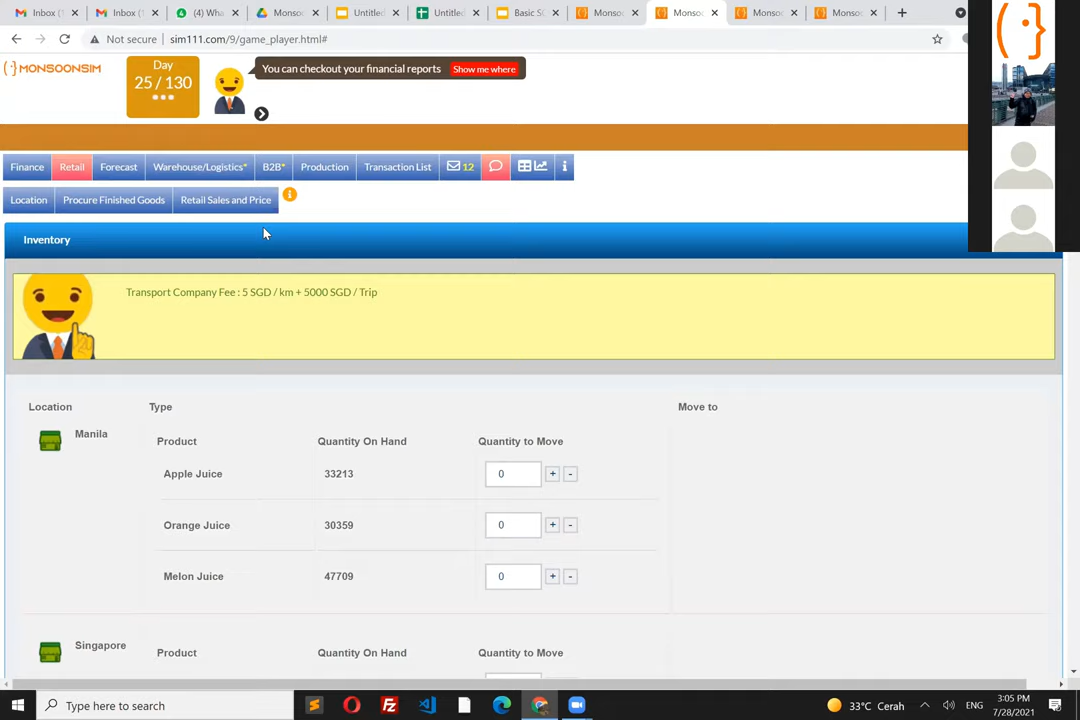 Inbox (1
Inbox (1
(4) Wha
Monso
Untitled
Untitled
Basic S
Monso
Monso
Monso
Monso
Not secure | sim111.com/9/game_player.html#
MONSOONSIM
Day
25 / 130
You can checkout your financial reports Show me where
Finance Retail Forecast Warehouse/Logistics* B2B* Production Transaction List 12
Location Procure Finished Goods Retail Sales and Price
Inventory
Transport Company Fee : 5 SGD / km + 5000 SGD / Trip
Location Type Move to
Manila Product Quantity On Hand Quantity to Move
Apple Juice 33213 0 + -
Orange Juice 30359 0 + -
Melon Juice 47709 0 + -
Singapore Product Quantity On Hand Quantity to Move
Type here to search
33°C Cerah
ENG
3:05 PM
7/28/2021